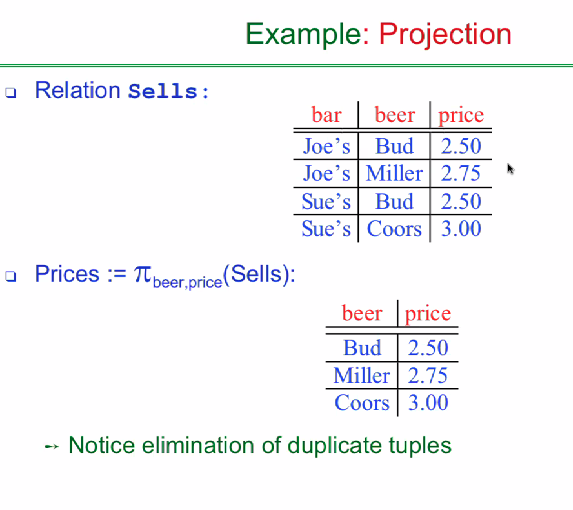 Example: Projection
Relation Sells:
bar beer price
Joe's Bud 2.50
Joe's Miller 2.75
Sue's Bud 2.50
Sue's Coors 3.00
Prices := πbeer,price(Sells):
beer price
Bud 2.50
Miller 2.75
Coors 3.00
Notice elimination of duplicate tuples